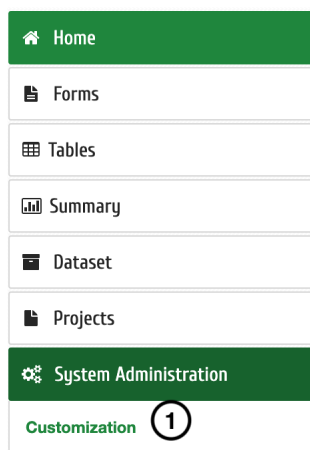 Home
Forms
Tables
Summary
Dataset
Projects
System Administration
Customization 1